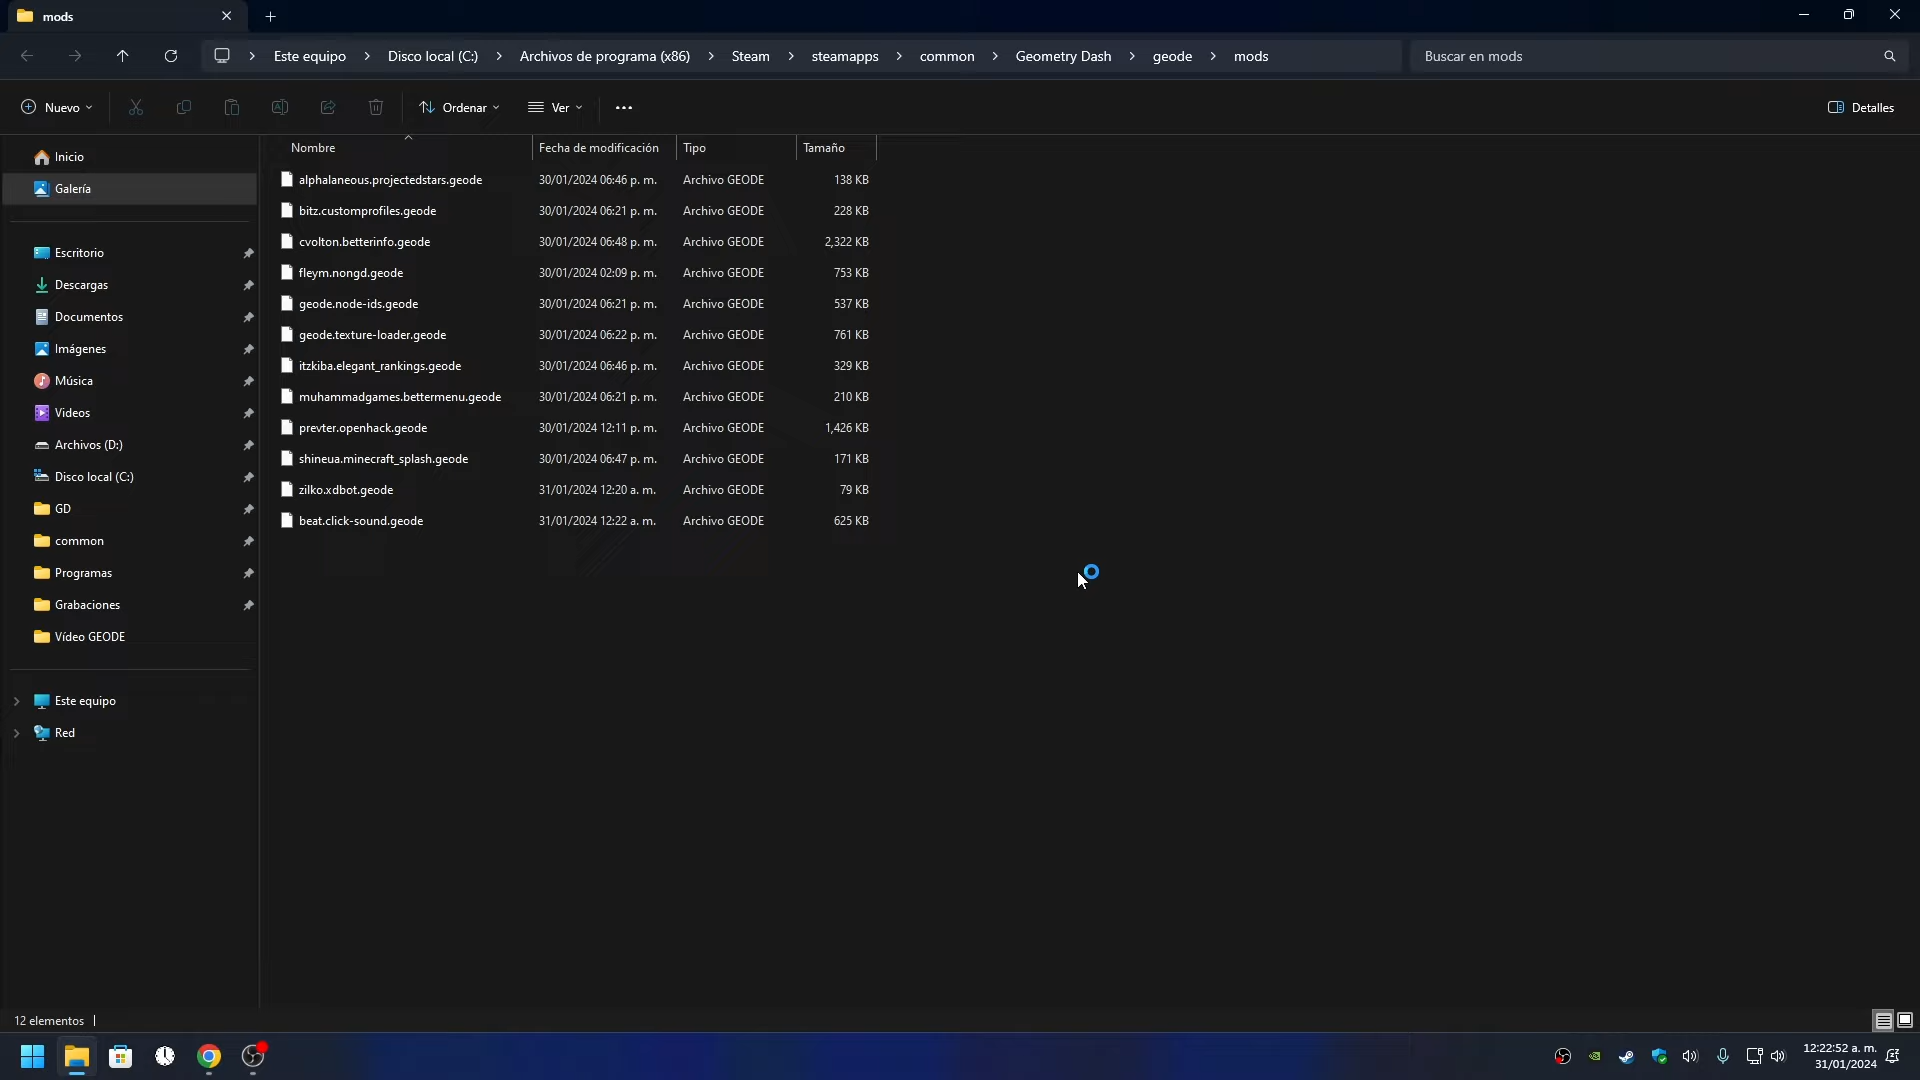 mods
Este equipo > Disco local (C:) > Archivos de programa (x86) > Steam > steamapps > common > Geometry Dash > geode > mods
Buscar en mods
Nuevo
Ordenar
Ver
Detalles
Inicio
Galería
Escritorio
Descargas
Documentos
Imágenes
Música
Videos
Archivos (D:)
Disco local (C:)
GD
common
Programas
Grabaciones
Vídeo GEODE
Este equipo
Red
Nombre Fecha de modificación Tipo Tamaño
alphalaneous.projectedstars.geode 30/01/2024 06:46 p. m. Archivo GEODE 138 KB
bitz.customprofiles.geode 30/01/2024 06:21 p. m. Archivo GEODE 228 KB
cvolton.betterinfo.geode 30/01/2024 06:48 p. m. Archivo GEODE 2,322 KB
fleym.nongd.geode 30/01/2024 02:09 p. m. Archivo GEODE 753 KB
geode.node-ids.geode 30/01/2024 06:21 p. m. Archivo GEODE 537 KB
geode.texture-loader.geode 30/01/2024 06:22 p. m. Archivo GEODE 761 KB
itzkiba.elegant_rankings.geode 30/01/2024 06:46 p. m. Archivo GEODE 329 KB
muhammadgames.bettermenu.geode 30/01/2024 06:21 p. m. Archivo GEODE 210 KB
prevter.openhack.geode 30/01/2024 12:11 p. m. Archivo GEODE 1,426 KB
shineua.minecraft_splash.geode 30/01/2024 06:47 p. m. Archivo GEODE 171 KB
zilko.xdbot.geode 31/01/2024 12:20 a. m. Archivo GEODE 79 KB
beat.click-sound.geode 31/01/2024 12:22 a. m. Archivo GEODE 625 KB
12 elementos
12:22:52 a. m.
31/01/2024